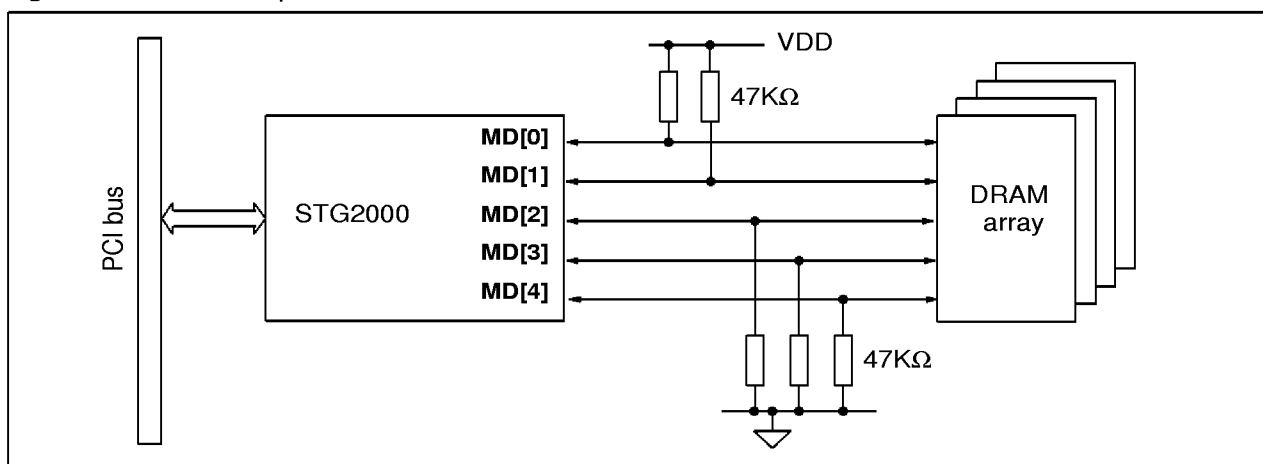 VDD
47KΩ
MD[0]
MD[1]
STG2000
MD[2]
MD[3]
MD[4]
DRAM
array
PCI bus
47KΩ